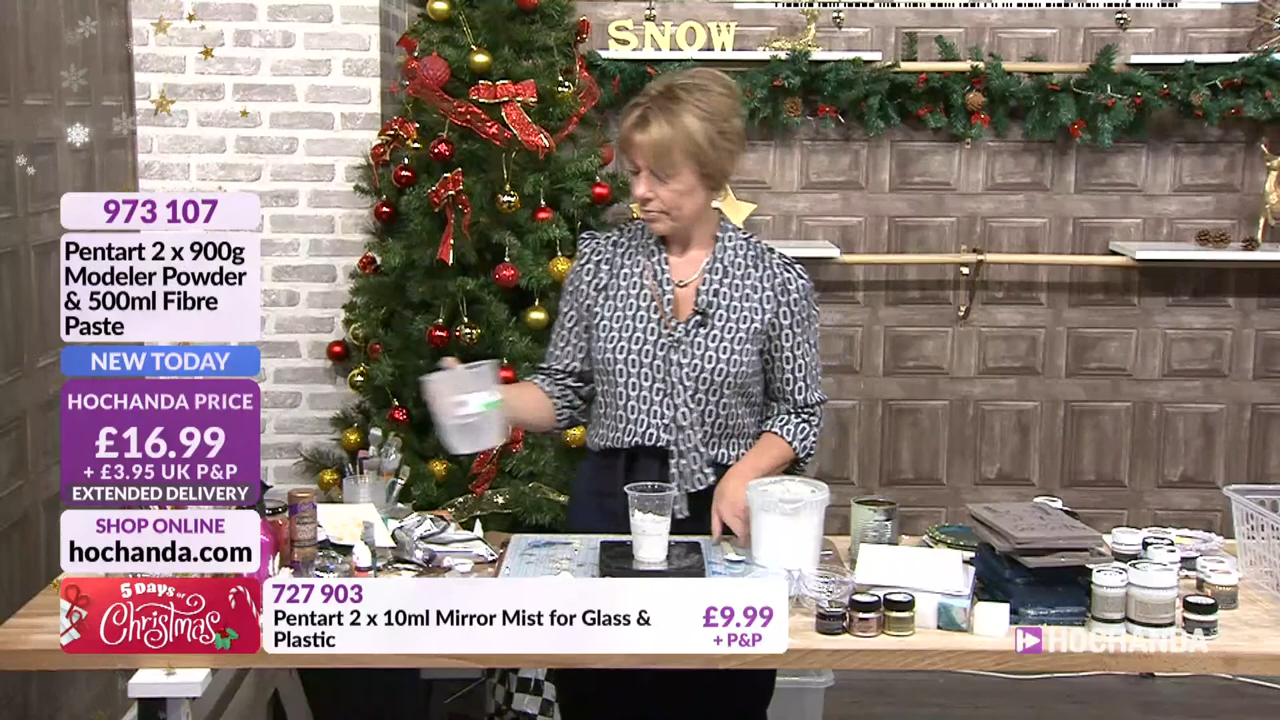 SNOW
973 107
Pentart 2 x 900g
Modeler Powder
& 500ml Fibre
Paste
NEW TODAY
HOCHANDA PRICE
£16.99
+ £3.95 UK P&P
EXTENDED DELIVERY
SHOP ONLINE
hochanda.com
5 Days of
Christmas
727 903
Pentart 2 x 10ml Mirror Mist for Glass &
Plastic
£9.99
+ P&P
HOCHANDA